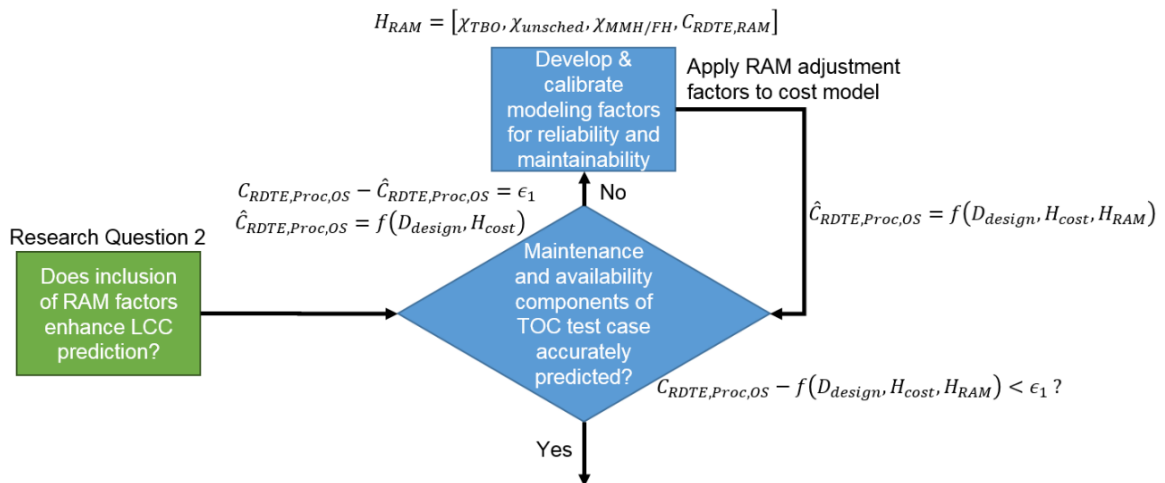 H_RAM = [χ_TBO, χ_unsched, χ_MMH/FH, C_RDTE,RAM]
Develop &
calibrate
modeling factors
for reliability and
maintainability
Apply RAM adjustment
factors to cost model
C_RDTE,Proc,OS − Ĉ_RDTE,Proc,OS = ϵ_1
Ĉ_RDTE,Proc,OS = f(D_design, H_cost)
No
Ĉ_RDTE,Proc,OS = f(D_design, H_cost, H_RAM)
Research Question 2
Does inclusion
of RAM factors
enhance LCC
prediction?
Maintenance
and availability
components of
TOC test case
accurately
predicted?
C_RDTE,Proc,OS − f(D_design, H_cost, H_RAM) < ϵ_1 ?
Yes